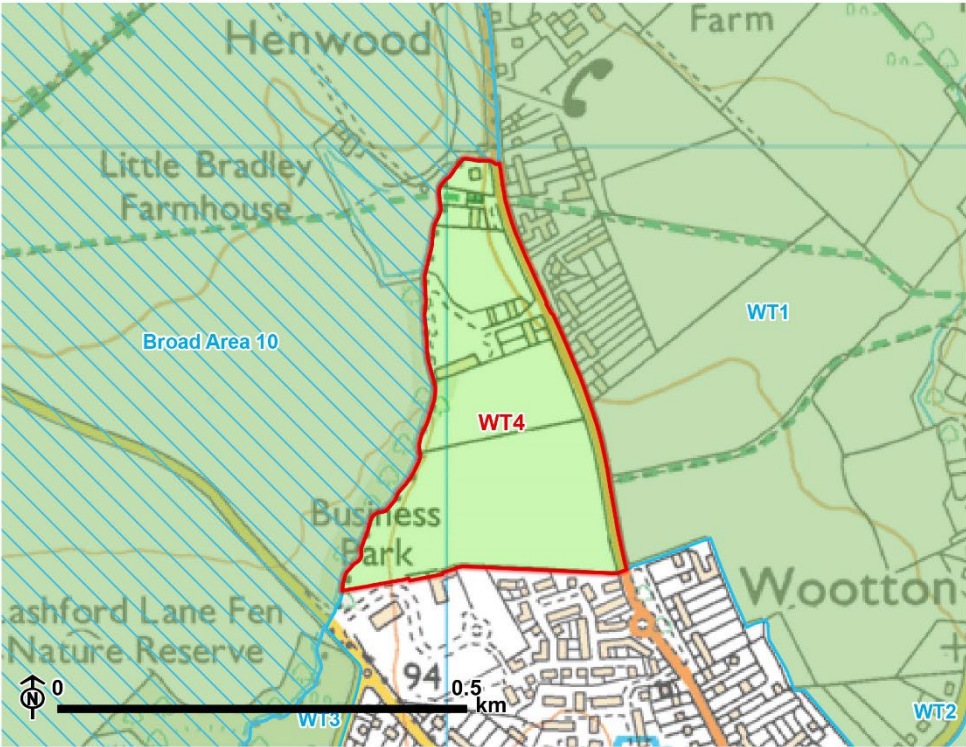 Henwood
Farm
Little Bradley
Farmhouse
Broad Area 10
WT1
WT4
Business
Park
Wootton
ashford Lane Fen
Nature Reserve
94
0
0.5
km
N
WT3
WT2